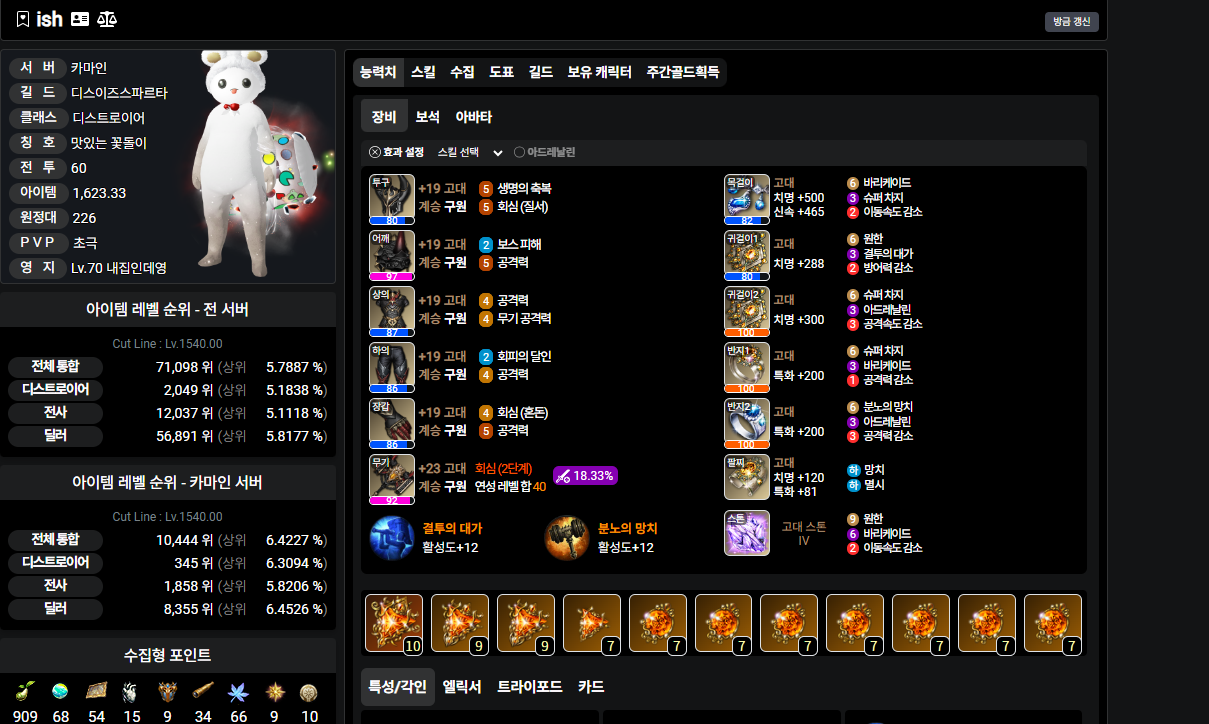 ish
방금 갱신
서 버 카마인
길 드 디스이즈스파르타
클래스 디스트로이어
칭 호 맛있는 꽃돌이
전 투 60
아이템 1,623.33
원정대 226
P V P 초극
영 지 Lv.70 내집인데영
아이템 레벨 순위 - 전 서버
Cut Line : Lv.1540.00
전체 통합 71,098 위 (상위 5.7887 %)
디스트로이어 2,049 위 (상위 5.1838 %)
전사 12,037 위 (상위 5.1118 %)
딜러 56,891 위 (상위 5.8177 %)
아이템 레벨 순위 - 카마인 서버
Cut Line : Lv.1540.00
전체 통합 10,444 위 (상위 6.4227 %)
디스트로이어 345 위 (상위 6.3094 %)
전사 1,858 위 (상위 5.8206 %)
딜러 8,355 위 (상위 6.4526 %)
수집형 포인트
909 68 54 15 9 34 66 9 10
능력치 스킬 수집 도표 길드 보유 캐릭터 주간골드획득
장비 보석 아바타
효과 설정 스킬 선택 아드레날린
투구 +19 고대 5 생명의 축복
80 계승 구원 5 회심 (질서)
어깨 +19 고대 2 보스 피해
97 계승 구원 5 공격력
상의 +19 고대 4 공격력
87 계승 구원 4 무기 공격력
하의 +19 고대 2 회피의 달인
86 계승 구원 4 공격력
장갑 +19 고대 4 회심 (혼돈)
86 계승 구원 5 공격력
무기 +23 고대 회심 (2단계)
92 계승 구원 연성 레벨 합 40
18.33%
결투의 대가
활성도+12
분노의 망치
활성도+12
목걸이 고대 6 바리케이드
치명 +500 3 슈퍼 차지
82 신속 +465 2 이동속도 감소
귀걸이1 고대 6 원한
치명 +288 3 결투의 대가
80 2 방어력 감소
귀걸이2 고대 6 슈퍼 차지
치명 +300 3 아드레날린
100 3 공격속도 감소
반지1 고대 6 슈퍼 차지
특화 +200 3 바리케이드
100 1 공격력 감소
반지2 고대 6 분노의 망치
특화 +200 3 아드레날린
100 3 공격력 감소
팔찌 고대 하 망치
치명 +120 하 멸시
특화 +81
스톤 고대 스톤 9 원한
IV 6 바리케이드
2 이동속도 감소
10 9 9 7 7 7 7 7 7 7 7
특성/각인 엘릭서 트라이포드 카드